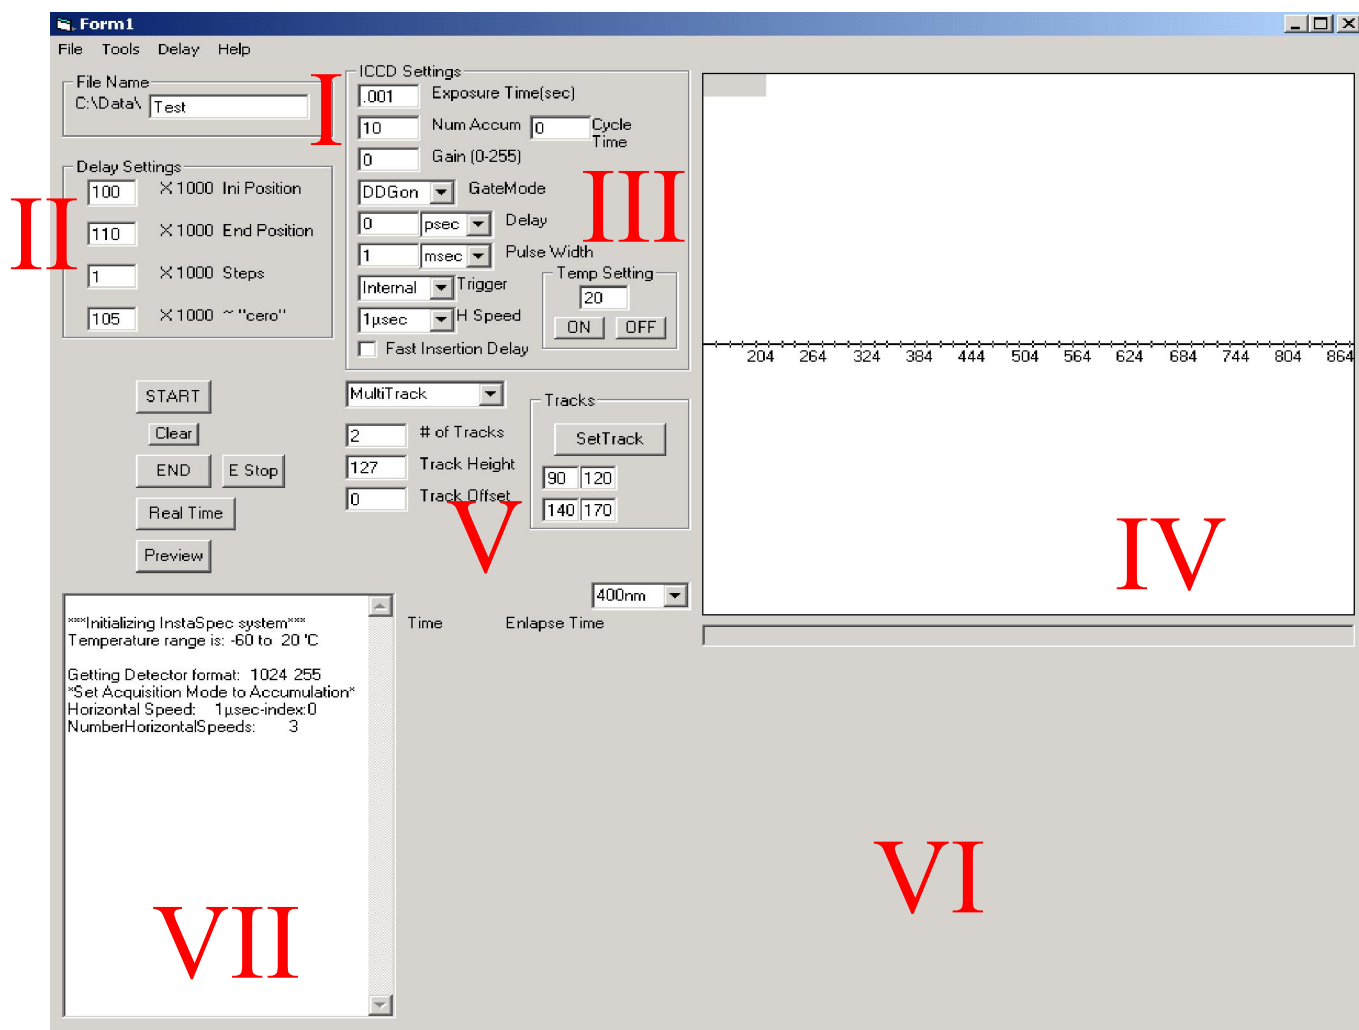 Form1
File Tools Delay Help
File Name
C:\Data\ Test
I
ICCD Settings
.001 Exposure Time(sec)
10 Num Accum 0 Cycle Time
0 Gain (0-255)
DDGon GateMode
0 psec Delay
1 msec Pulse Width
Internal Trigger
1µsec H Speed
Fast Insertion Delay
Temp Setting
20
ON OFF
III
Delay Settings
100 X 1000 Ini Position
110 X 1000 End Position
1 X 1000 Steps
105 X 1000 ~ "cero"
II
204 264 324 384 444 504 564 624 684 744 804 864
IV
START
Clear
END E Stop
Real Time
Preview
MultiTrack
2 # of Tracks
127 Track Height
0 Track Offset
Tracks
SetTrack
90 120
140 170
V
400nm
Time Enlapse Time
***Initializing InstaSpec system***
Temperature range is: -60 to 20 'C
Getting Detector format: 1024 255
*Set Acquisition Mode to Accumulation*
Horizontal Speed: 1µsec-index:0
NumberHorizontalSpeeds: 3
VII
VI